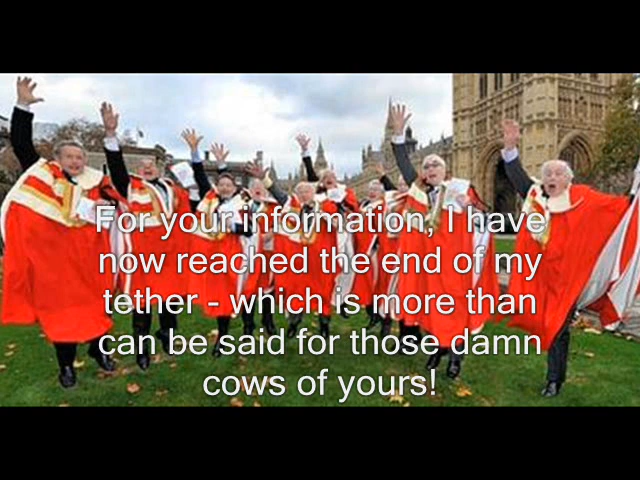 For your information, I have
now reached the end of my
tether - which is more than
can be said for those damn
cows of yours!